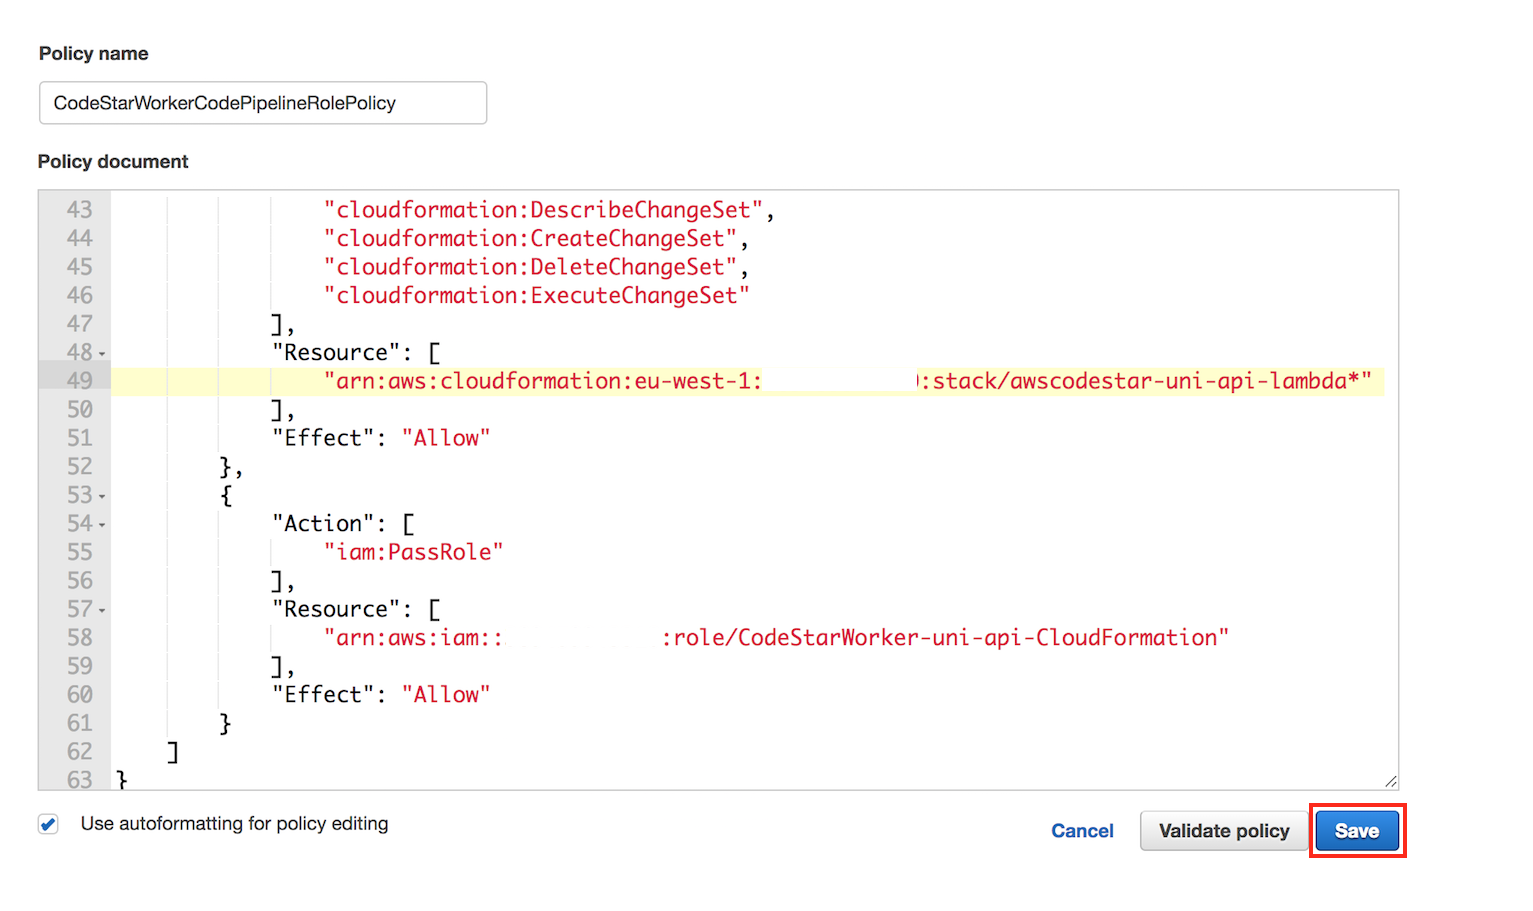 Policy name
CodeStarWorkerCodePipelineRolePolicy
Policy document
43 "cloudformation:DescribeChangeSet",
44 "cloudformation:CreateChangeSet",
45 "cloudformation:DeleteChangeSet",
46 "cloudformation:ExecuteChangeSet"
47 ],
48 "Resource": [
49 "arn:aws:cloudformation:eu-west-1: :stack/awscodestar-uni-api-lambda*"
50 ],
51 "Effect": "Allow"
52 },
53 {
54 "Action": [
55 "iam:PassRole"
56 ],
57 "Resource": [
58 "arn:aws:iam:: :role/CodeStarWorker-uni-api-CloudFormation"
59 ],
60 "Effect": "Allow"
61 }
62 ]
63 }
Use autoformatting for policy editing
Cancel
Validate policy
Save